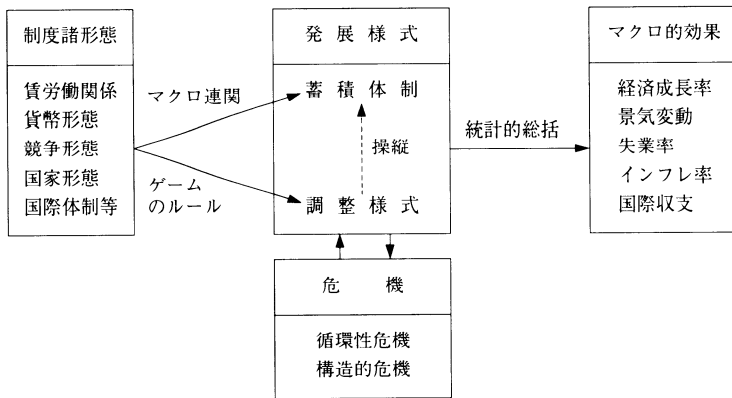 制度諸形態
賃労働関係
貨幣形態
競争形態
国家形態
国際体制等
マクロ連関
ゲーム
のルール
発展様式
蓄積体制
操縦
調整様式
統計的総括
マクロ的効果
経済成長率
景気変動
失業率
インフレ率
国際収支
危機
循環性危機
構造的危機